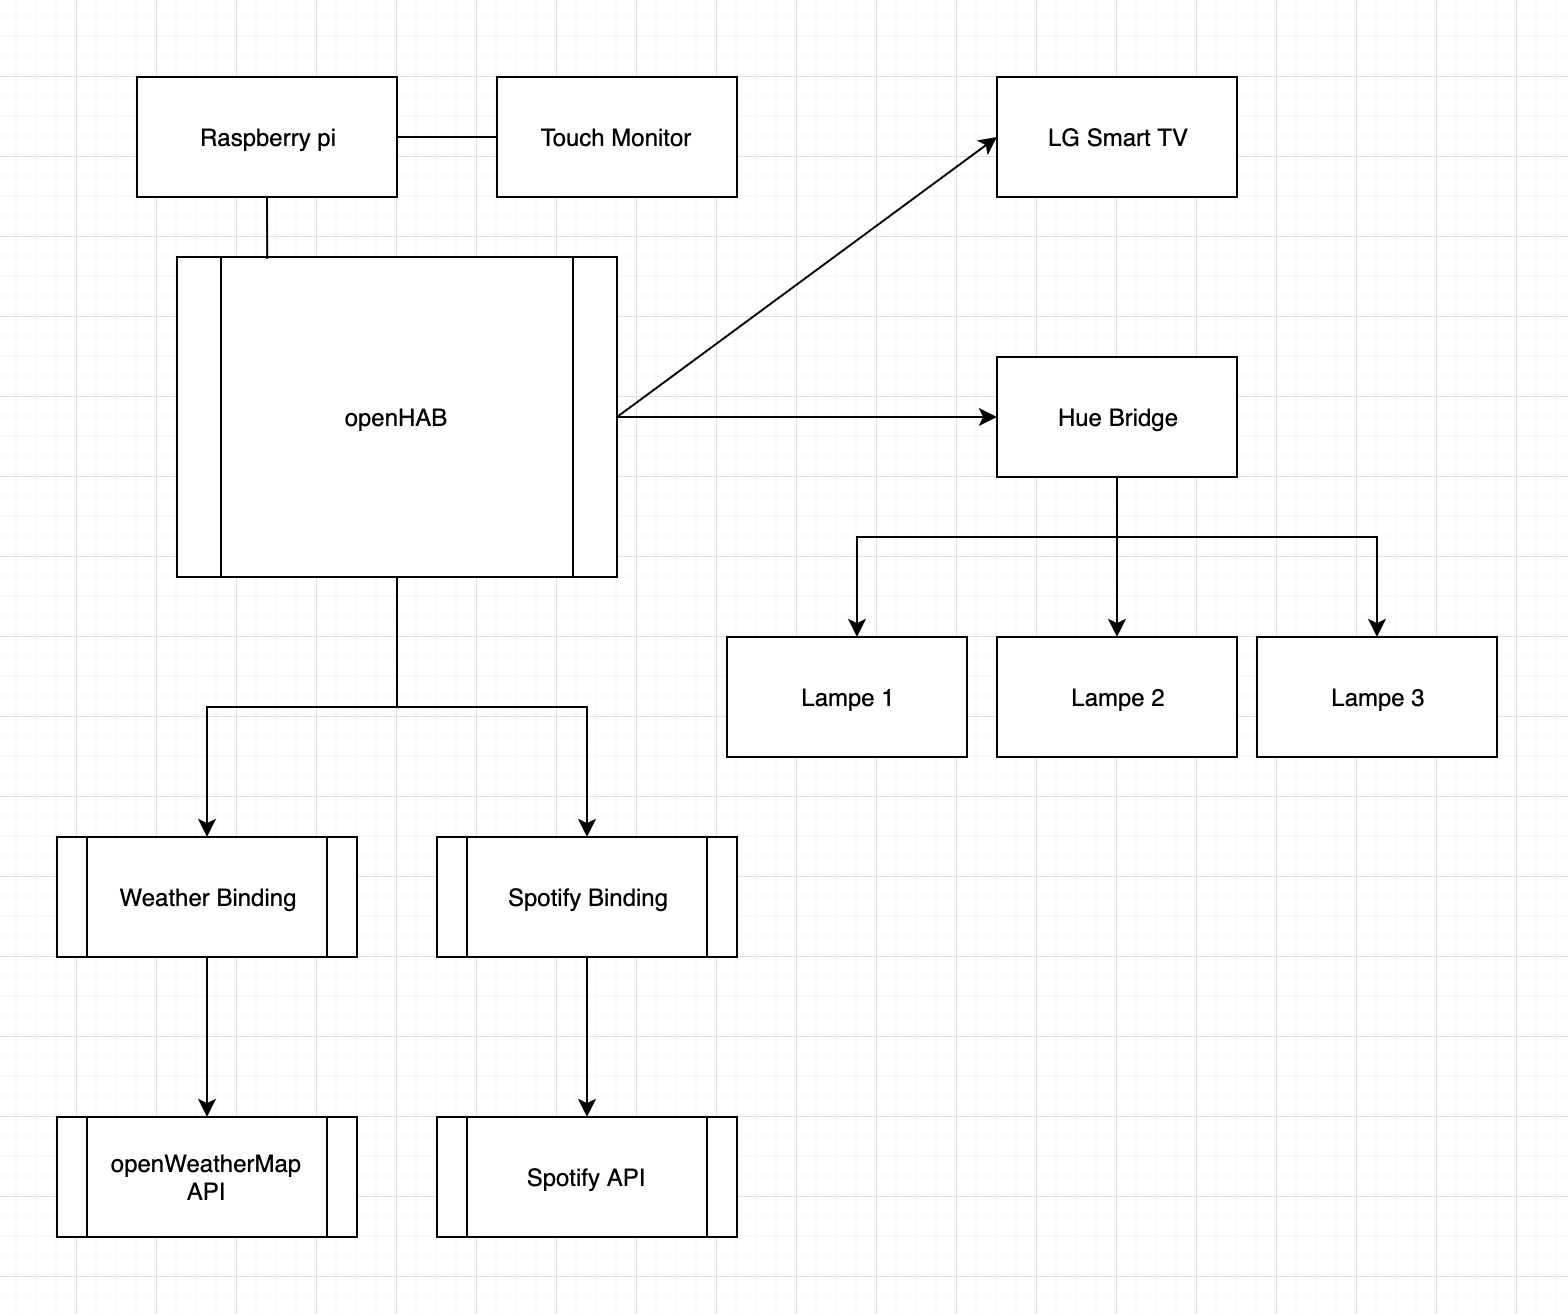 Raspberry pi
Touch Monitor
LG Smart TV
openHAB
Hue Bridge
Lampe 1
Lampe 2
Lampe 3
Weather Binding
Spotify Binding
openWeatherMap
API
Spotify API